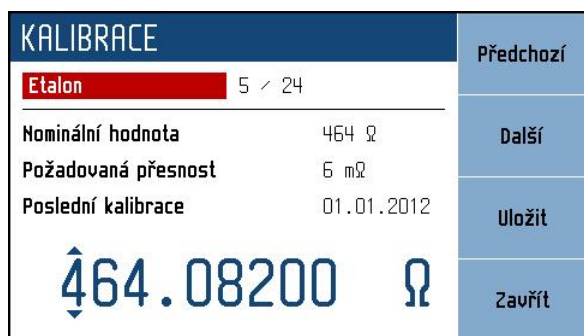 KALIBRACE
Etalon 5 / 24
Nominální hodnota 464 Ω
Požadovaná přesnost 6 mΩ
Poslední kalibrace 01.01.2012
464.08200 Ω
Předchozí
Další
Uložit
Zavřít